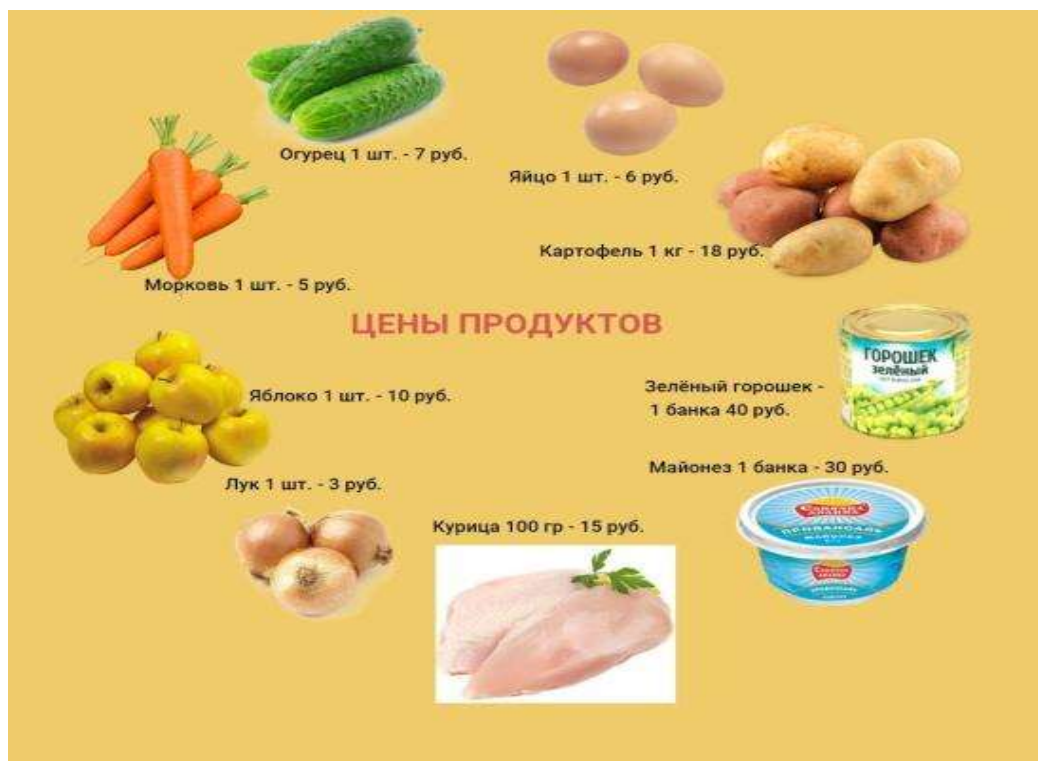 Огурец 1 шт. - 7 руб.
Яйцо 1 шт. - 6 руб.
Картофель 1 кг - 18 руб.
Морковь 1 шт. - 5 руб.
ЦЕНЫ ПРОДУКТОВ
ГОРОШЕК
зелёный
Зелёный горошек -
1 банка 40 руб.
Яблоко 1 шт. - 10 руб.
Майонез 1 банка - 30 руб.
Лук 1 шт. - 3 руб.
Курица 100 гр - 15 руб.